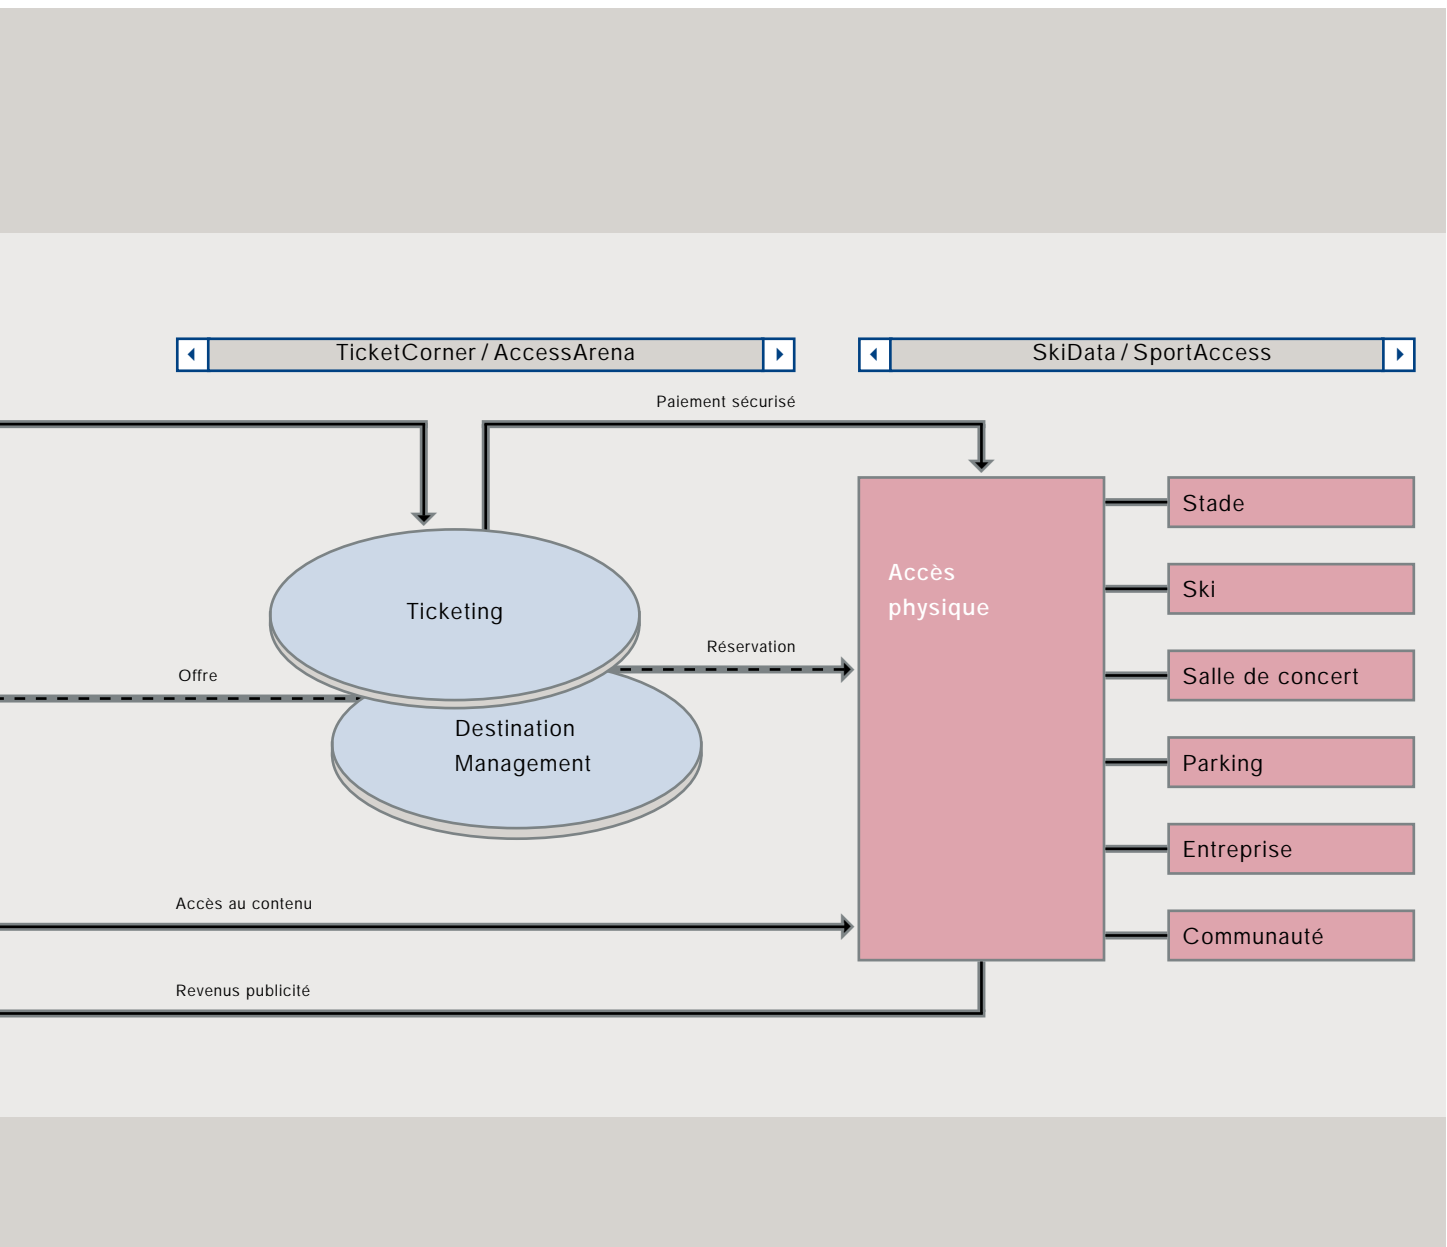 TicketCorner / AccessArena
SkiData / SportAccess
Paiement sécurisé
Stade
Accès
physique
Ski
Ticketing
Réservation
Offre
Salle de concert
Destination
Management
Parking
Entreprise
Accès au contenu
Communauté
Revenus publicité